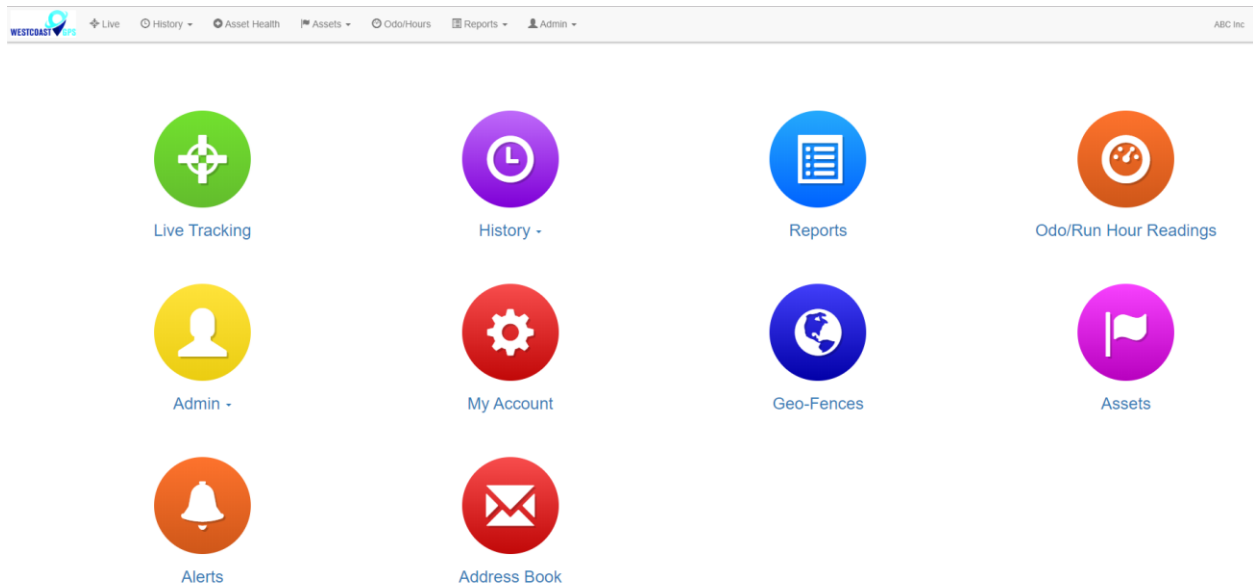 WESTCOAST GPS Live History Asset Health Assets Odo/Hours Reports Admin ABC Inc
Live Tracking History Reports Odo/Run Hour Readings
Admin My Account Geo-Fences Assets
Alerts Address Book